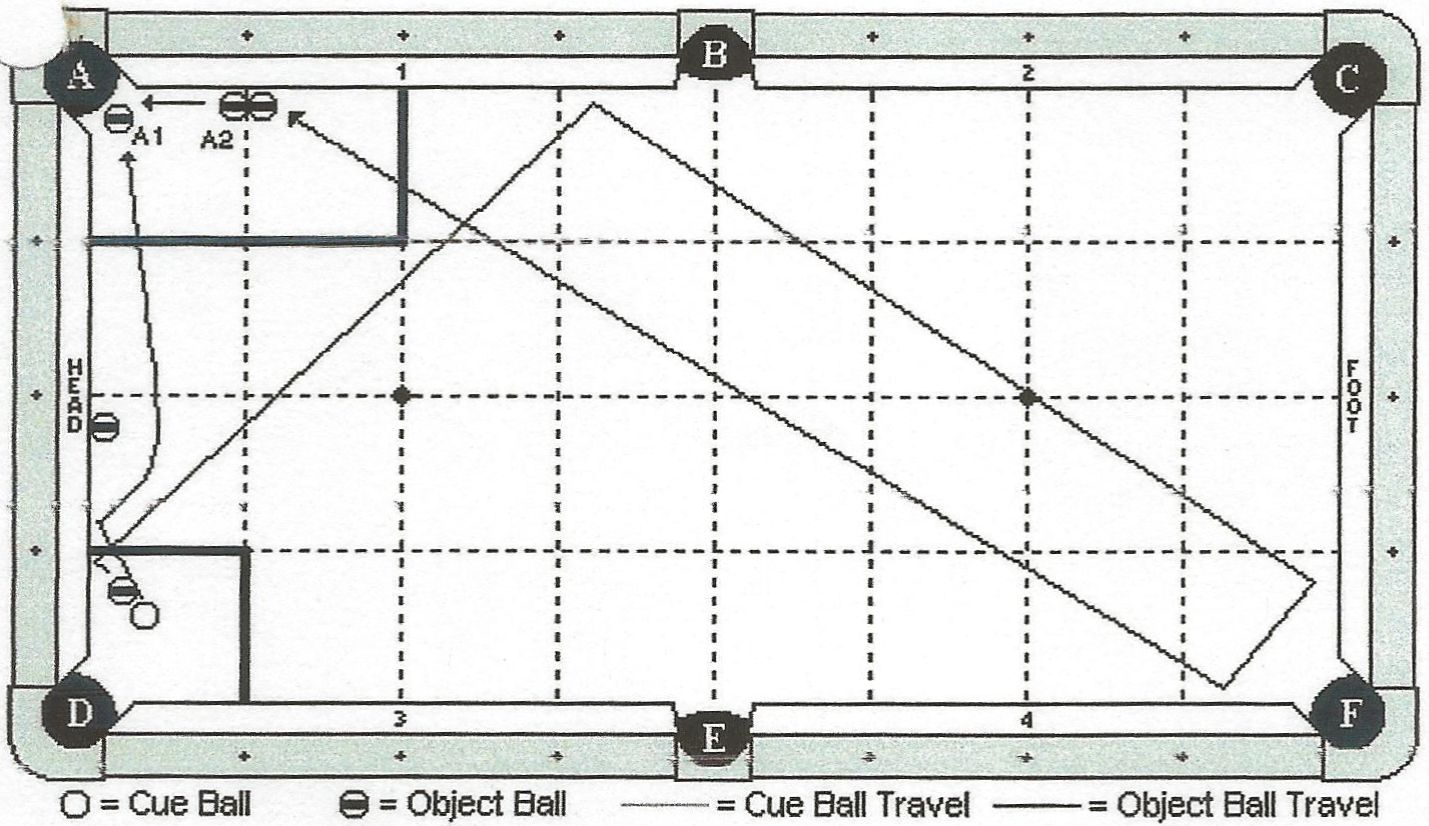 A B C
1 2
A1 A2
HEAD FOOT
D 3 E 4 F
= Cue Ball = Object Ball = Cue Ball Travel = Object Ball Travel